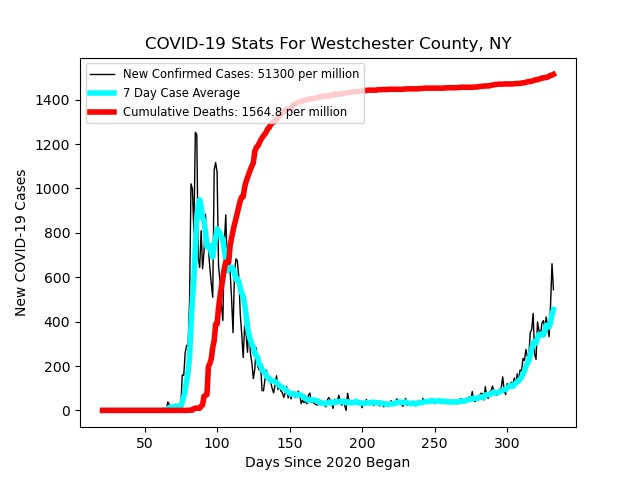 COVID-19 Stats For Westchester County, NY
New Confirmed Cases: 51300 per million
7 Day Case Average
Cumulative Deaths: 1564.8 per million
New COVID-19 Cases
1400
1200
1000
800
600
400
200
0
50 100 150 200 250 300
Days Since 2020 Began